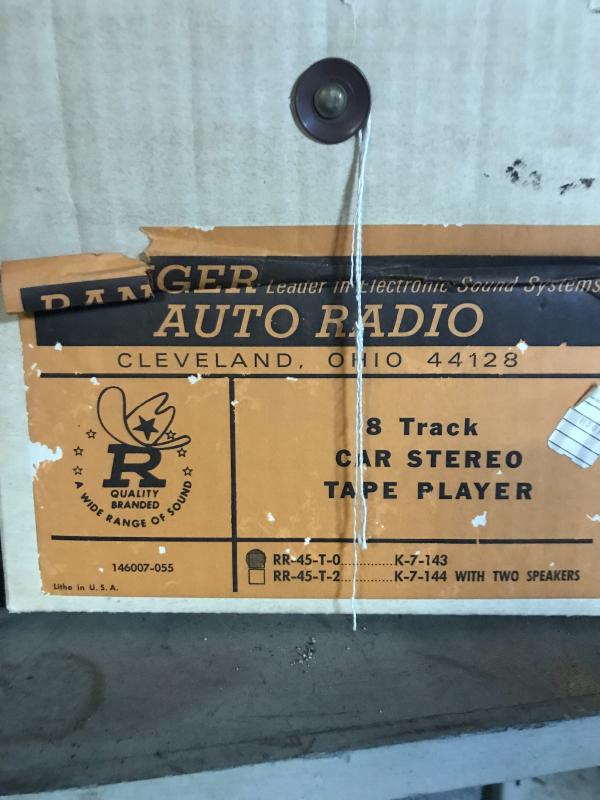 RANGER Leader in Electronic Sound Systems
AUTO RADIO
CLEVELAND, OHIO 44128
R
QUALITY
BRANDED
A WIDE RANGE OF SOUND
8 Track
CAR STEREO
TAPE PLAYER
146007-055
Litho in U. S. A.
RR-45-T-0.............K-7-143
RR-45-T-2.............K-7-144 WITH TWO SPEAKERS